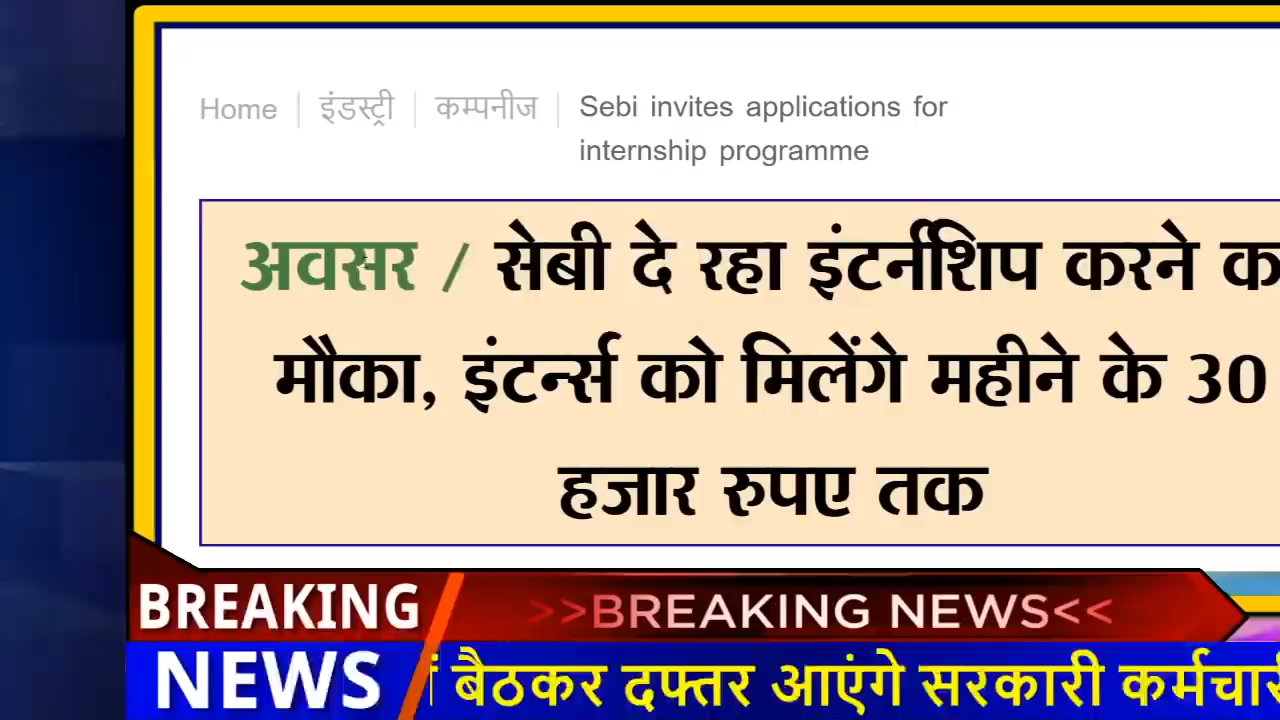 Home | इंडस्ट्री | कम्पनीज | Sebi invites applications for
internship programme
अवसर / सेबी दे रहा इंटर्नशिप करने क
मौका, इंटर्न्स को मिलेंगे महीने के 30
हजार रुपए तक
BREAKING
NEWS
>>BREAKING NEWS<<
बैठकर दफ्तर आएंगे सरकारी